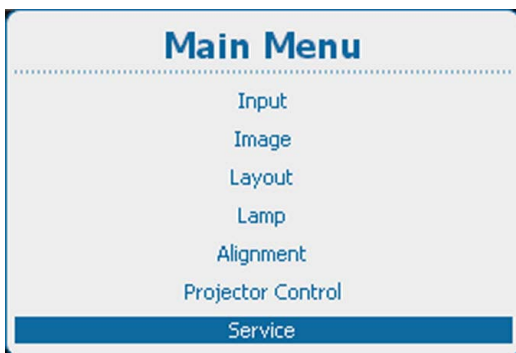 Main Menu
Input
Image
Layout
Lamp
Alignment
Projector Control
Service